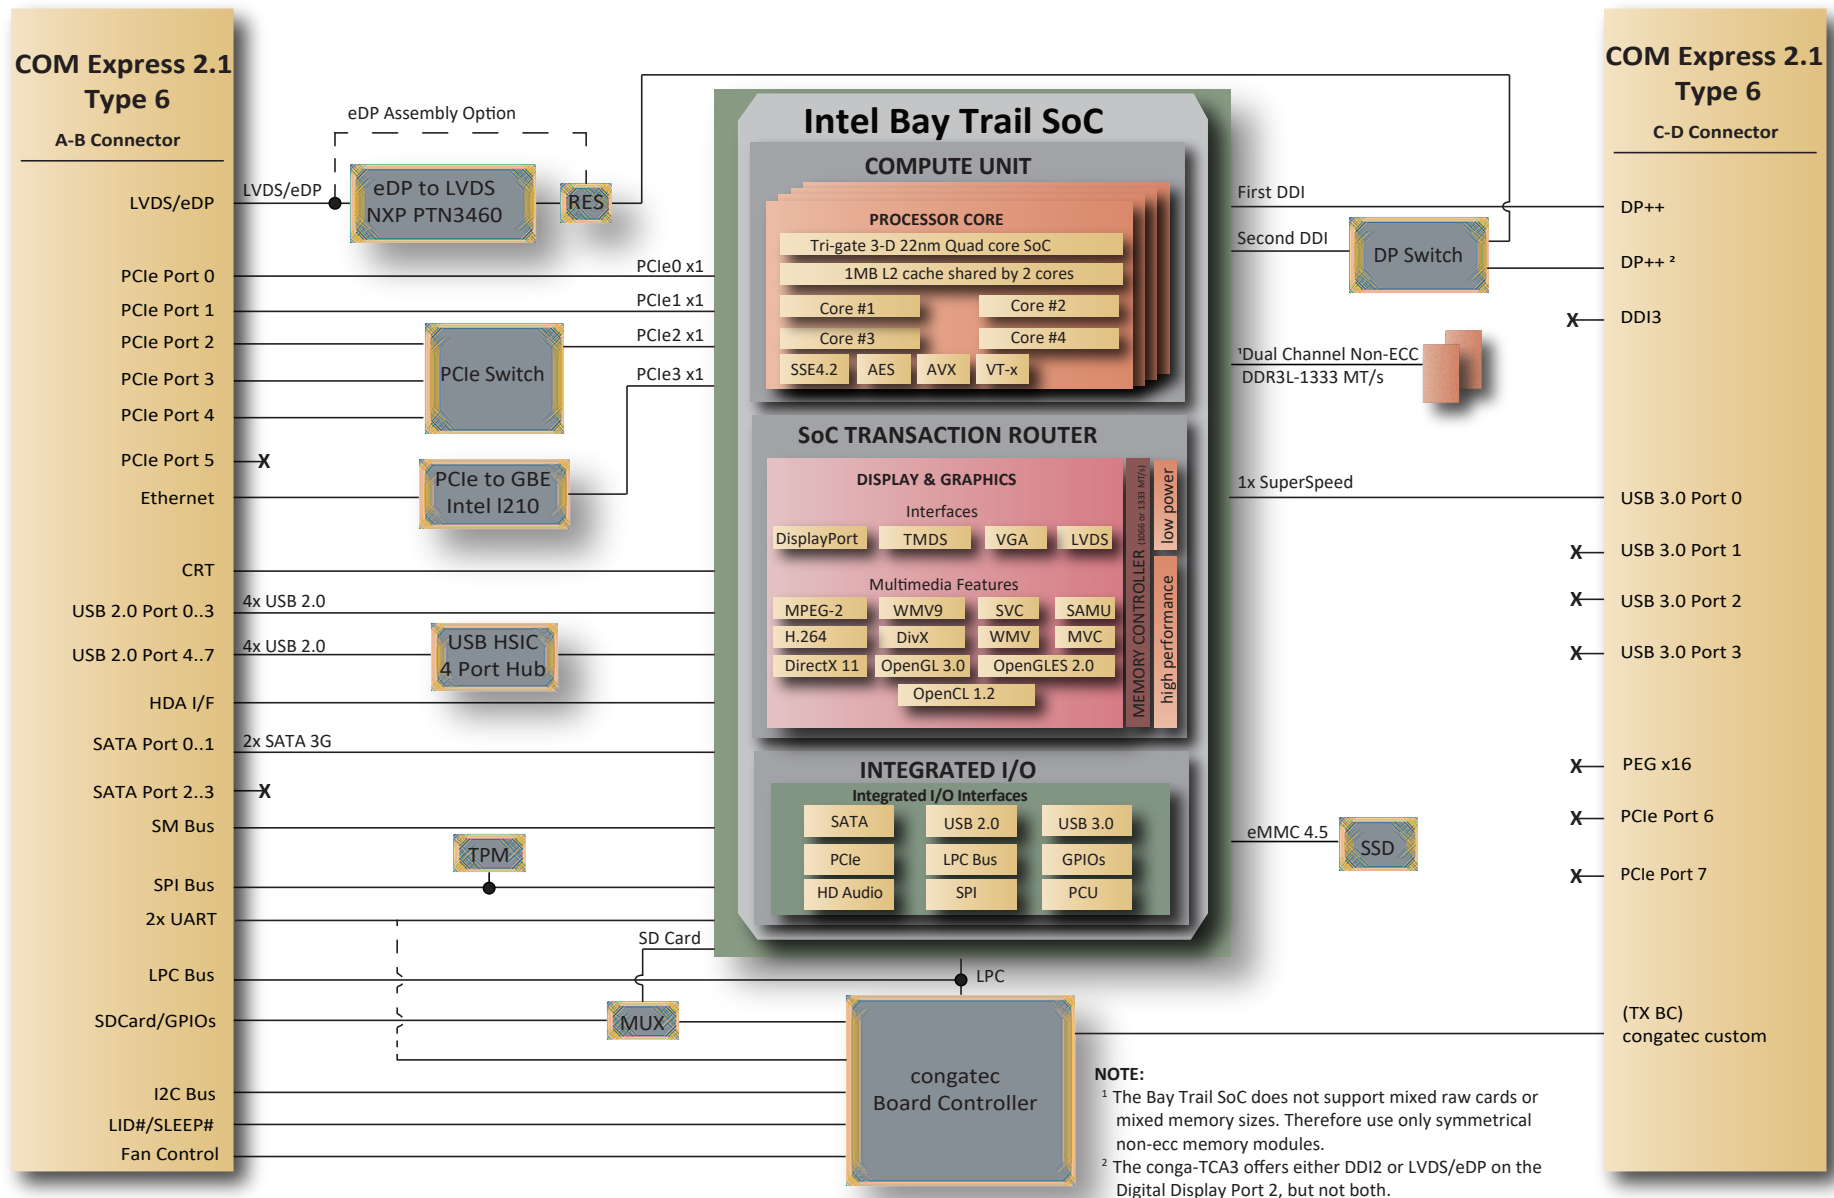 COM Express 2.1
Type 6
A-B Connector
LVDS/eDP
PCIe Port 0
PCIe Port 1
PCIe Port 2
PCIe Port 3
PCIe Port 4
PCIe Port 5
Ethernet
CRT
USB 2.0 Port 0..3
USB 2.0 Port 4..7
HDA I/F
SATA Port 0..1
SATA Port 2..3
SM Bus
SPI Bus
2x UART
LPC Bus
SDCard/GPIOs
I2C Bus
LID#/SLEEP#
Fan Control
eDP Assembly Option
LVDS/eDP
eDP to LVDS
NXP PTN3460
RES
PCIe0 x1
PCIe1 x1
PCIe2 x1
PCIe3 x1
PCIe Switch
X
PCIe to GBE
Intel I210
4x USB 2.0
4x USB 2.0
USB HSIC
4 Port Hub
2x SATA 3G
X
TPM
SD Card
MUX
LPC
congatec
Board Controller
Intel Bay Trail SoC
COMPUTE UNIT
PROCESSOR CORE
Tri-gate 3-D 22nm Quad core SoC
1MB L2 cache shared by 2 cores
Core #1 Core #2
Core #3 Core #4
SSE4.2 AES AVX VT-x
SoC TRANSACTION ROUTER
DISPLAY & GRAPHICS
Interfaces
DisplayPort TMDS VGA LVDS
Multimedia Features
MPEG-2 WMV9 SVC SAMU
H.264 DivX WMV MVC
DirectX 11 OpenGL 3.0 OpenGLES 2.0
OpenCL 1.2
MEMORY CONTROLLER (1066 or 1333 MT/s)
low power
high performance
INTEGRATED I/O
Integrated I/O Interfaces
SATA USB 2.0 USB 3.0
PCIe LPC Bus GPIOs
HD Audio SPI PCU
First DDI
Second DDI
DP Switch
¹Dual Channel Non-ECC
DDR3L-1333 MT/s
1x SuperSpeed
eMMC 4.5
SSD
COM Express 2.1
Type 6
C-D Connector
DP++
DP++ ²
X DDI3
USB 3.0 Port 0
X USB 3.0 Port 1
X USB 3.0 Port 2
X USB 3.0 Port 3
X PEG x16
X PCIe Port 6
X PCIe Port 7
(TX BC)
congatec custom
NOTE:
¹ The Bay Trail SoC does not support mixed raw cards or
mixed memory sizes. Therefore use only symmetrical
non-ecc memory modules.
² The conga-TCA3 offers either DDI2 or LVDS/eDP on the
Digital Display Port 2, but not both.